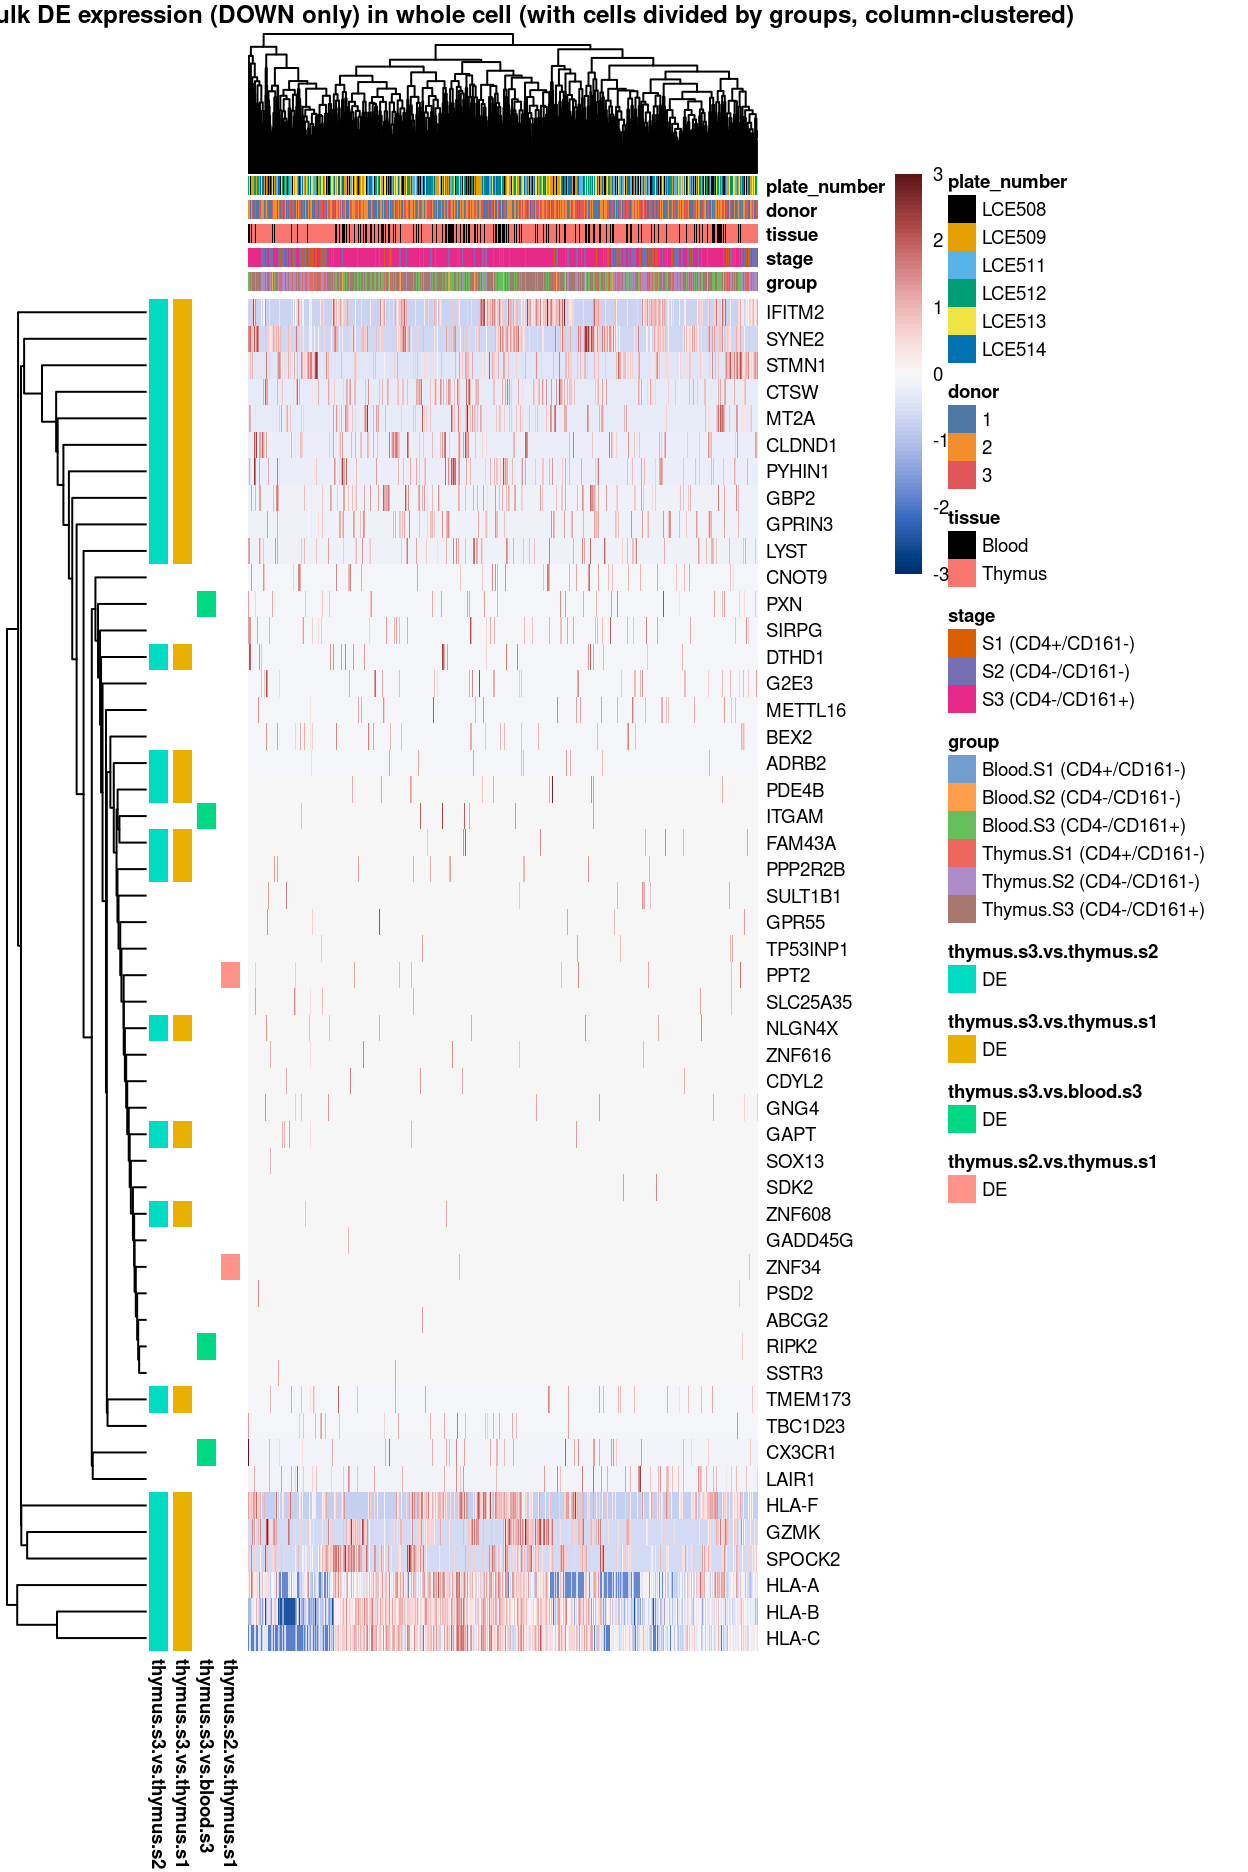 ulk DE expression (DOWN only) in whole cell (with cells divided by groups, column-clustered)
plate_number
donor
tissue
stage
group
IFITM2
SYNE2
STMN1
CTSW
MT2A
CLDND1
PYHIN1
GBP2
GPRIN3
LYST
CNOT9
PXN
SIRPG
DTHD1
G2E3
METTL16
BEX2
ADRB2
PDE4B
ITGAM
FAM43A
PPP2R2B
SULT1B1
GPR55
TP53INP1
PPT2
SLC25A35
NLGN4X
ZNF616
CDYL2
GNG4
GAPT
SOX13
SDK2
ZNF608
GADD45G
ZNF34
PSD2
ABCG2
RIPK2
SSTR3
TMEM173
TBC1D23
CX3CR1
LAIR1
HLA-F
GZMK
SPOCK2
HLA-A
HLA-B
HLA-C
thymus.s3.vs.thymus.s2
thymus.s3.vs.thymus.s1
thymus.s3.vs.blood.s3
thymus.s2.vs.thymus.s1
3
2
1
0
-1
-2
-3
plate_number
LCE508
LCE509
LCE511
LCE512
LCE513
LCE514
donor
1
2
3
tissue
Blood
Thymus
stage
S1 (CD4+/CD161-)
S2 (CD4-/CD161-)
S3 (CD4-/CD161+)
group
Blood.S1 (CD4+/CD161-)
Blood.S2 (CD4-/CD161-)
Blood.S3 (CD4-/CD161+)
Thymus.S1 (CD4+/CD161-)
Thymus.S2 (CD4-/CD161-)
Thymus.S3 (CD4-/CD161+)
thymus.s3.vs.thymus.s2
DE
thymus.s3.vs.thymus.s1
DE
thymus.s3.vs.blood.s3
DE
thymus.s2.vs.thymus.s1
DE